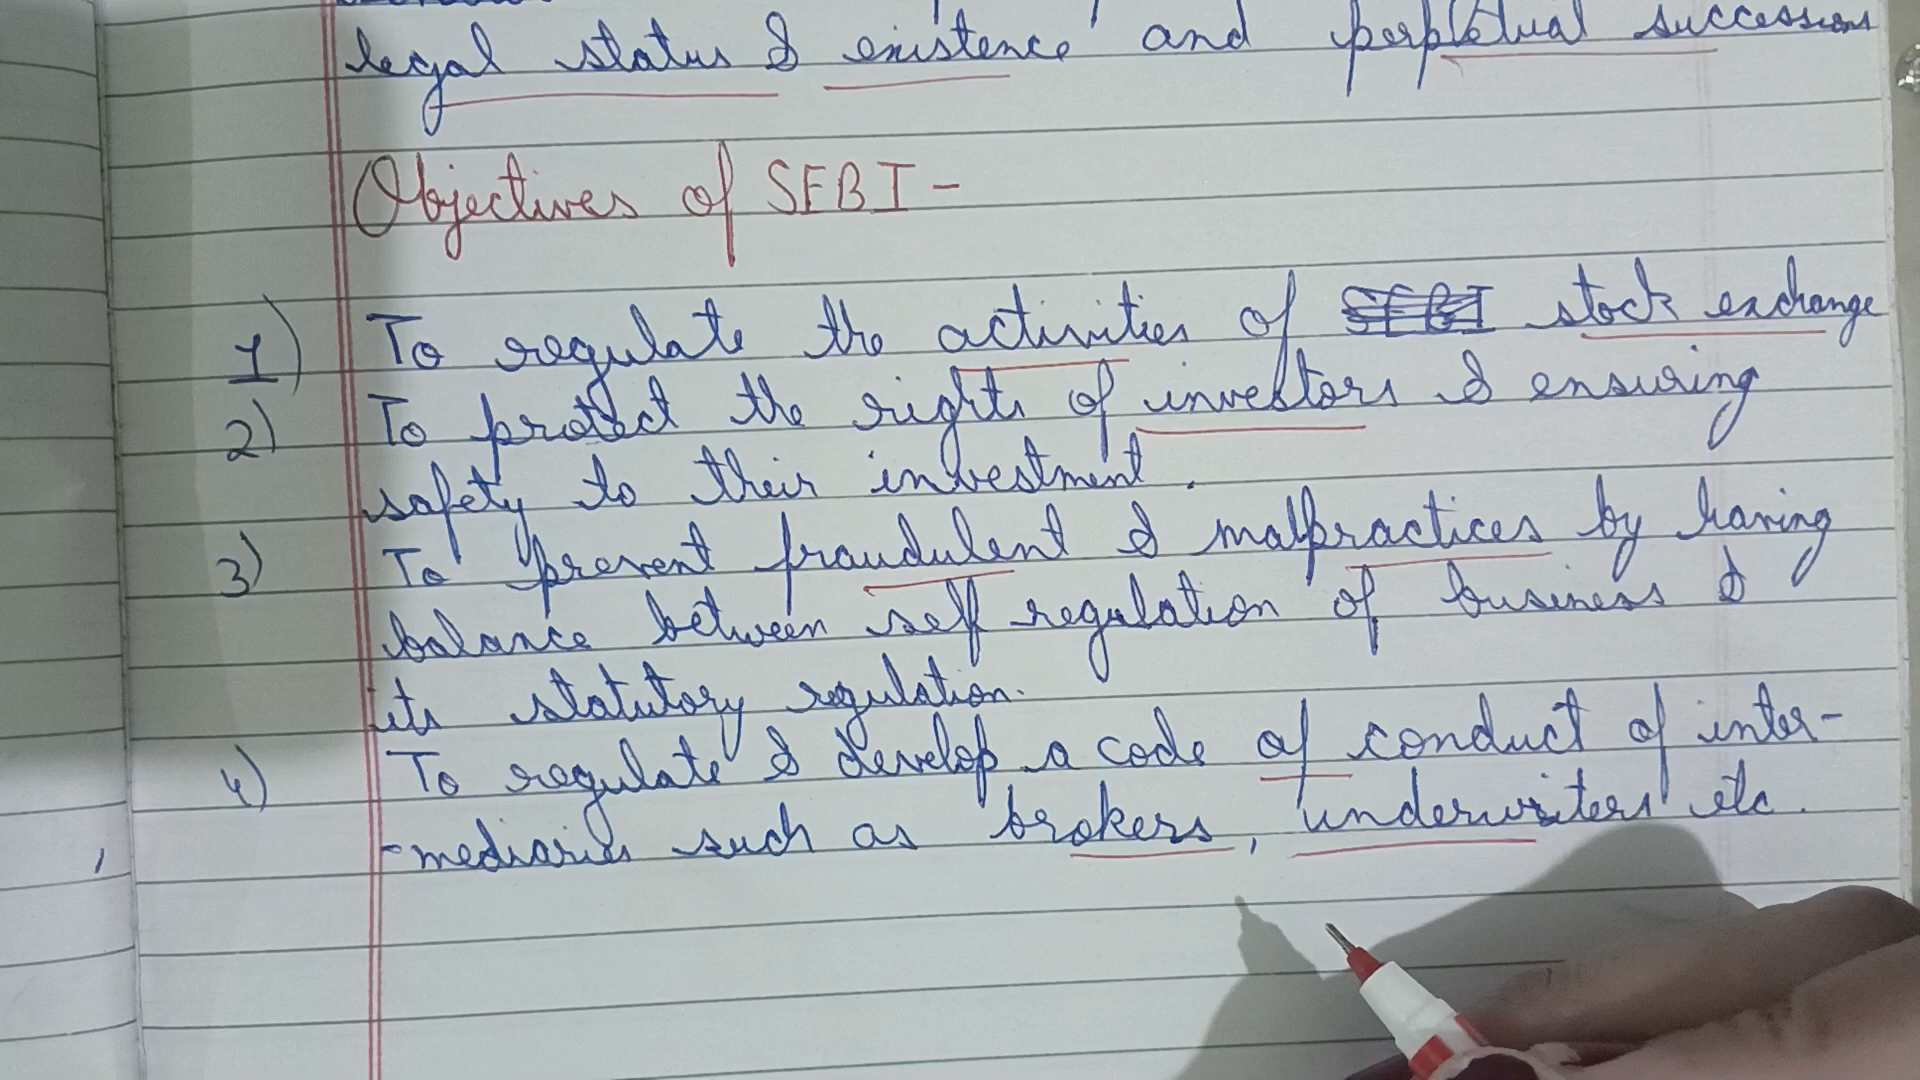 legal status & existence and perpetual succession
Objectives of SEBI -
1) To regulate the activities of SEBI stock exchange
2) To protect the rights of investors & ensuring
safety to their investment.
3) To prevent fraudulent & malpractices by having
balance between self regulation of business &
its statutory regulation.
4) To regulate & develop a code of conduct of inter-
-mediaries such as brokers, underwriters etc.